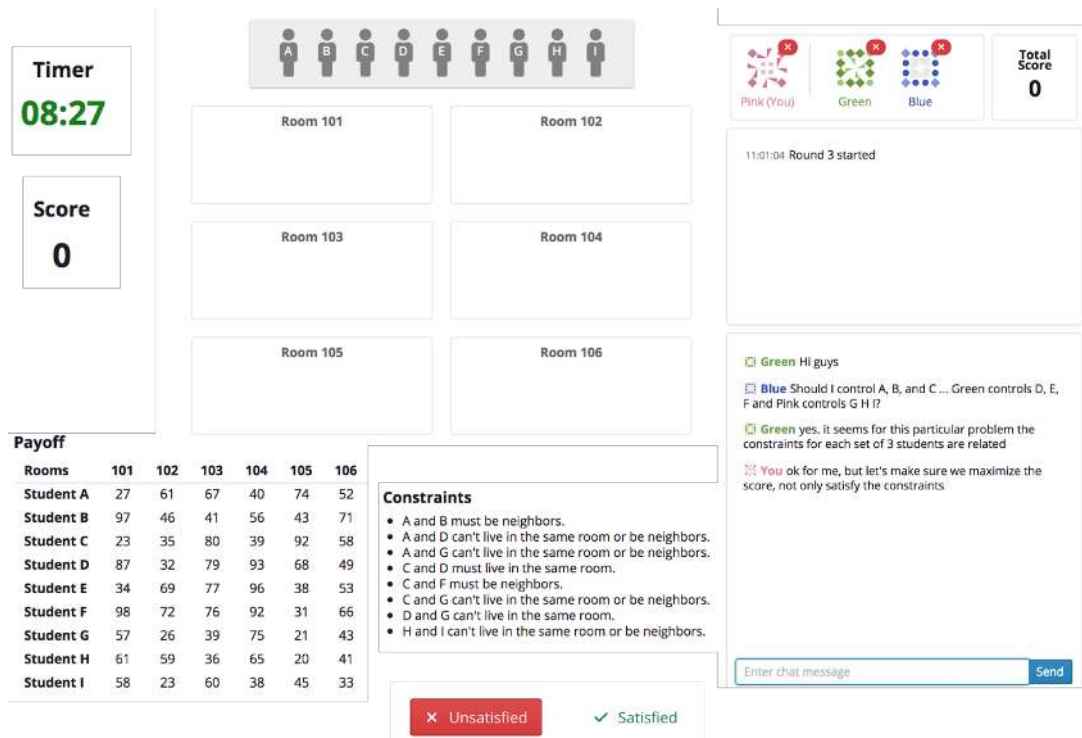 Timer
08:27
Score
0
A B C D E F G H I
Room 101
Room 102
Room 103
Room 104
Room 105
Room 106
Pink (You)
Green
Blue
Total
Score
0
11:01:04 Round 3 started
Green Hi guys
Blue Should I control A, B, and C ... Green controls D, E,
F and Pink controls G H I?
Green yes. it seems for this particular problem the
constraints for each set of 3 students are related
You ok for me, but let's make sure we maximize the
score, not only satisfy the constraints
Enter chat message
Send
Payoff
Rooms 101 102 103 104 105 106
Student A 27 61 67 40 74 52
Student B 97 46 41 56 43 71
Student C 23 35 80 39 92 58
Student D 87 32 79 93 68 49
Student E 34 69 77 96 38 53
Student F 98 72 76 92 31 66
Student G 57 26 39 75 21 43
Student H 61 59 36 65 20 41
Student I 58 23 60 38 45 33
Constraints
• A and B must be neighbors.
• A and D can't live in the same room or be neighbors.
• A and G can't live in the same room or be neighbors.
• C and D must live in the same room.
• C and F must be neighbors.
• C and G can't live in the same room or be neighbors.
• D and G can't live in the same room.
• H and I can't live in the same room or be neighbors.
Unsatisfied
Satisfied